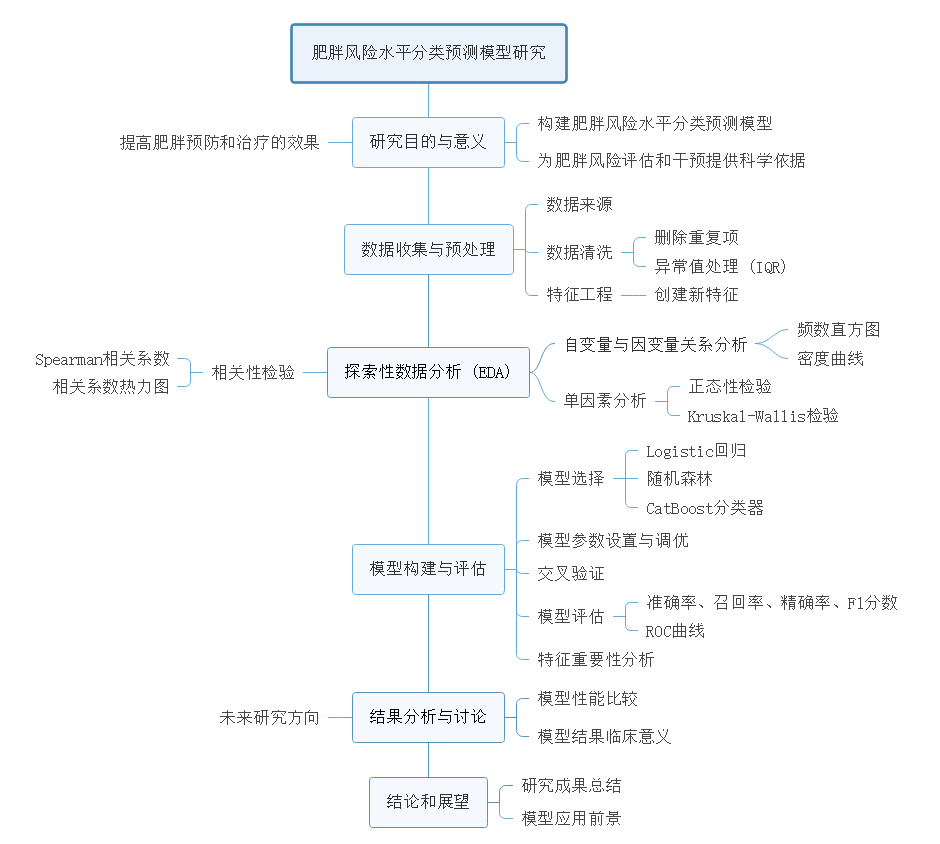 肥胖风险水平分类预测模型研究
提高肥胖预防和治疗的效果
研究目的与意义
构建肥胖风险水平分类预测模型
为肥胖风险评估和干预提供科学依据
数据收集与预处理
数据来源
数据清洗
删除重复项
异常值处理 (IQR)
特征工程
创建新特征
Spearman相关系数
相关系数热力图
相关性检验
探索性数据分析 (EDA)
自变量与因变量关系分析
频数直方图
密度曲线
单因素分析
正态性检验
Kruskal-Wallis检验
模型构建与评估
模型选择
Logistic回归
随机森林
CatBoost分类器
模型参数设置与调优
交叉验证
模型评估
准确率、召回率、精确率、F1分数
ROC曲线
特征重要性分析
未来研究方向
结果分析与讨论
模型性能比较
模型结果临床意义
结论和展望
研究成果总结
模型应用前景